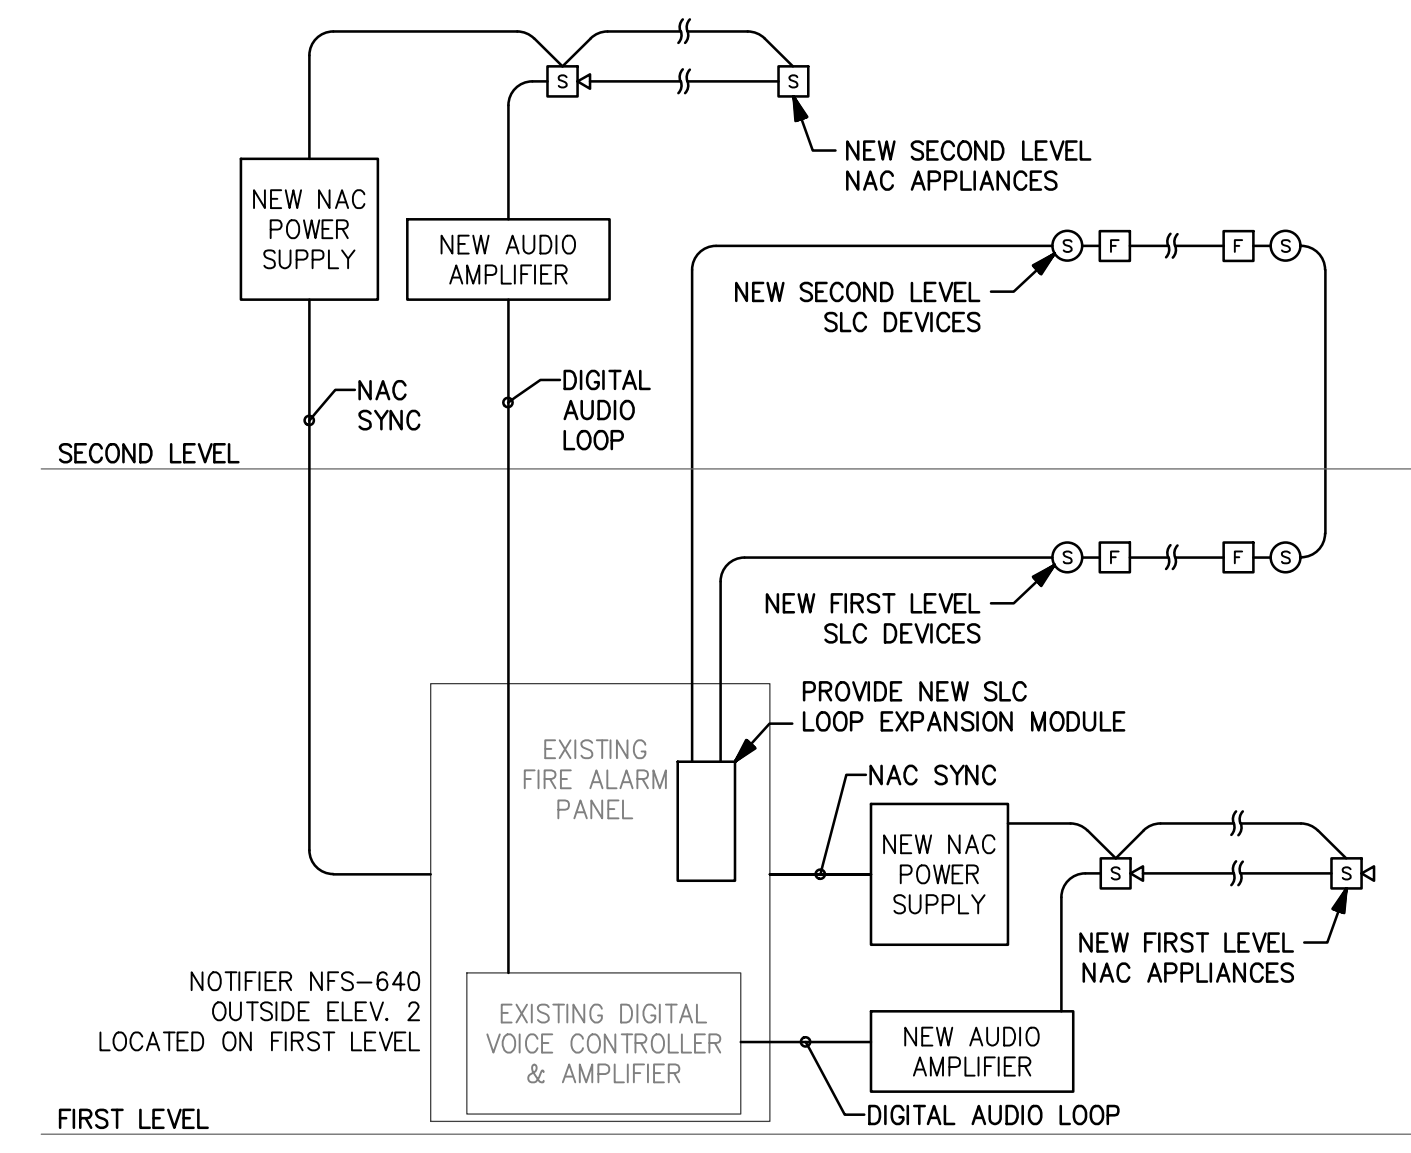 S
S
NEW SECOND LEVEL
NAC APPLIANCES
NEW NAC
POWER
SUPPLY
NEW AUDIO
AMPLIFIER
S F F S
NEW SECOND LEVEL
SLC DEVICES
NAC
SYNC
DIGITAL
AUDIO
LOOP
SECOND LEVEL
S F F S
NEW FIRST LEVEL
SLC DEVICES
PROVIDE NEW SLC
LOOP EXPANSION MODULE
EXISTING
FIRE ALARM
PANEL
NAC SYNC
NEW NAC
POWER
SUPPLY
S
S
NEW FIRST LEVEL
NAC APPLIANCES
NOTIFIER NFS-640
OUTSIDE ELEV. 2
LOCATED ON FIRST LEVEL
EXISTING DIGITAL
VOICE CONTROLLER
& AMPLIFIER
NEW AUDIO
AMPLIFIER
DIGITAL AUDIO LOOP
FIRST LEVEL